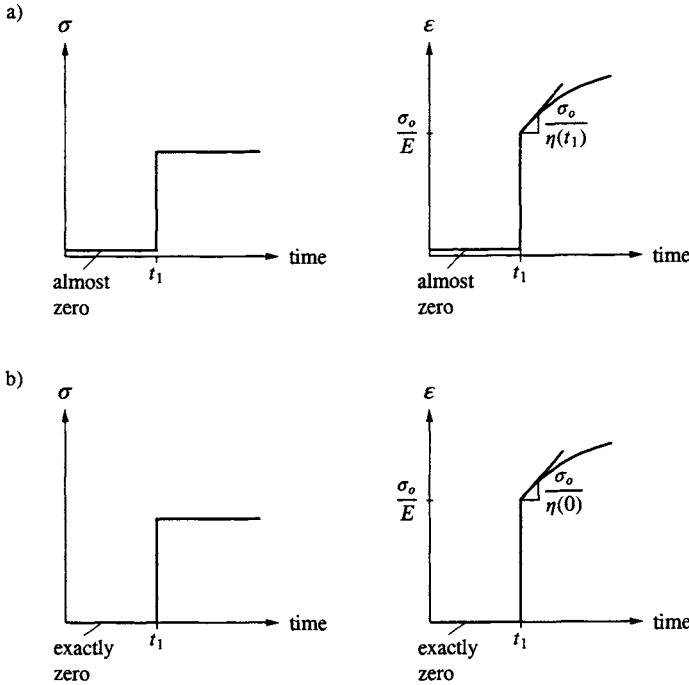 a)
σ
time
t₁
almost
zero
ε
σₒ/E
σₒ/η(t₁)
time
t₁
almost
zero
b)
σ
time
t₁
exactly
zero
ε
σₒ/E
σₒ/η(0)
time
t₁
exactly
zero